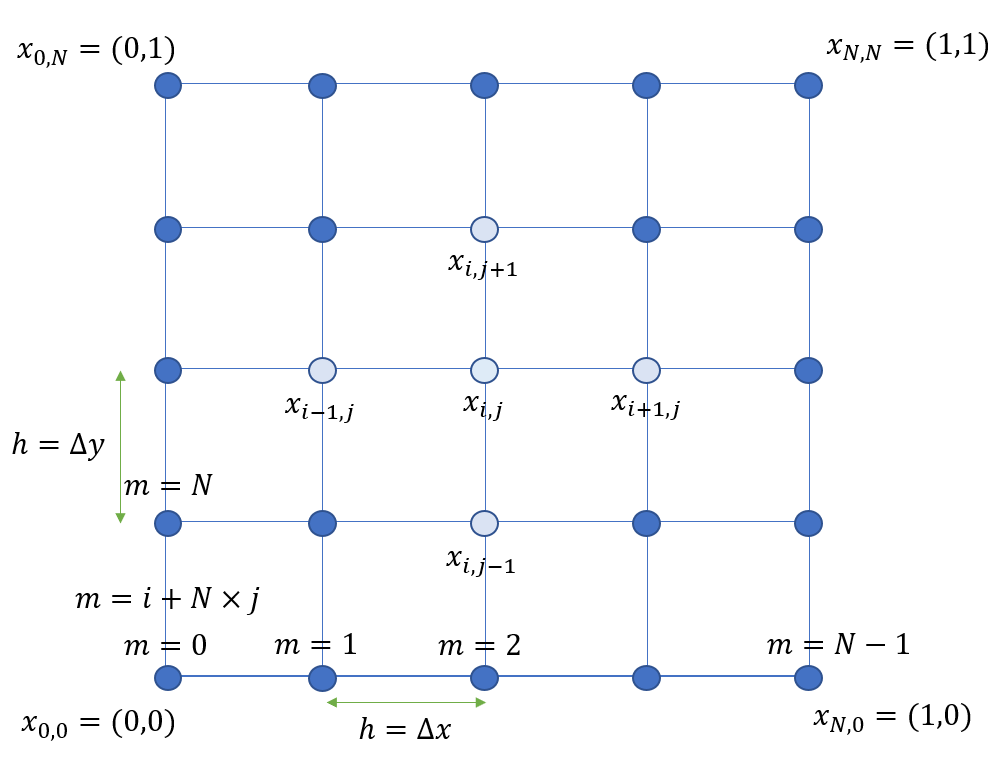 x_{0,N} = (0,1)
x_{N,N} = (1,1)
x_{i,j+1}
x_{i−1,j}
x_{i,j}
x_{i+1,j}
h = Δy
m = N
x_{i,j−1}
m = i + N × j
m = 0
m = 1
m = 2
m = N − 1
x_{0,0} = (0,0)
h = Δx
x_{N,0} = (1,0)